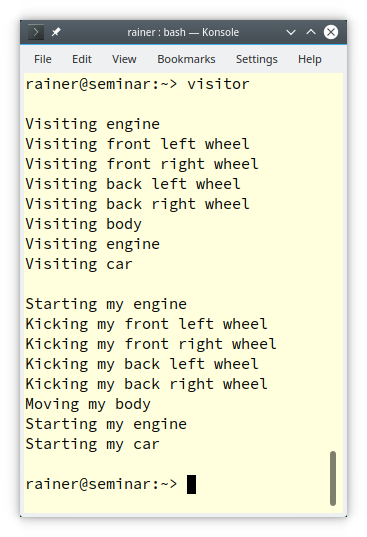 rainer : bash — Konsole
File Edit View Bookmarks Settings Help
rainer@seminar:~> visitor
Visiting engine
Visiting front left wheel
Visiting front right wheel
Visiting back left wheel
Visiting back right wheel
Visiting body
Visiting engine
Visiting car
Starting my engine
Kicking my front left wheel
Kicking my front right wheel
Kicking my back left wheel
Kicking my back right wheel
Moving my body
Starting my engine
Starting my car
rainer@seminar:~>